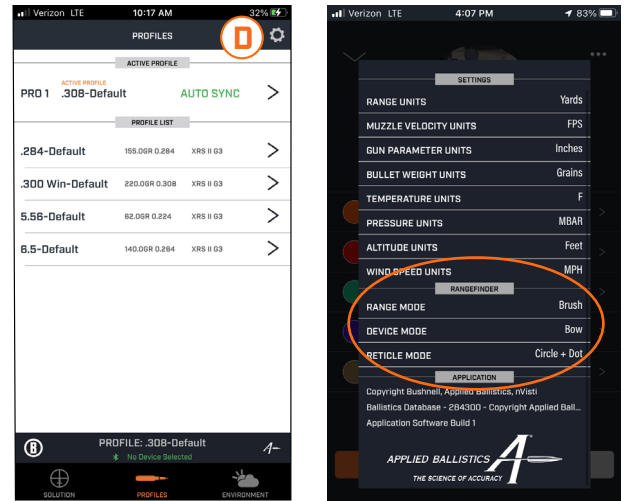 Verizon LTE 10:17 AM 32%
PROFILES
D
ACTIVE PROFILE
ACTIVE PROFILE
PRO 1 .308-Default AUTO SYNC
PROFILE LIST
.284-Default 155.0GR 0.284 XRS II G3
.300 Win-Default 220.0GR 0.308 XRS II G3
5.56-Default 62.0GR 0.224 XRS II G3
6.5-Default 140.0GR 0.264 XRS II G3
B
PROFILE: .308-Default
No Device Selected
A
SOLUTION PROFILES ENVIRONMENT
Verizon LTE 4:07 PM 83%
SETTINGS
RANGE UNITS Yards
MUZZLE VELOCITY UNITS FPS
GUN PARAMETER UNITS Inches
BULLET WEIGHT UNITS Grains
TEMPERATURE UNITS F
PRESSURE UNITS MBAR
ALTITUDE UNITS Feet
WIND SPEED UNITS MPH
RANGEFINDER
RANGE MODE Brush
DEVICE MODE Bow
RETICLE MODE Circle + Dot
APPLICATION
Copyright Bushnell, Applied Ballistics, nVisti
Ballistics Database - 284300 - Copyright Applied Ball...
Application Software Build 1
APPLIED BALLISTICS A
THE SCIENCE OF ACCURACY